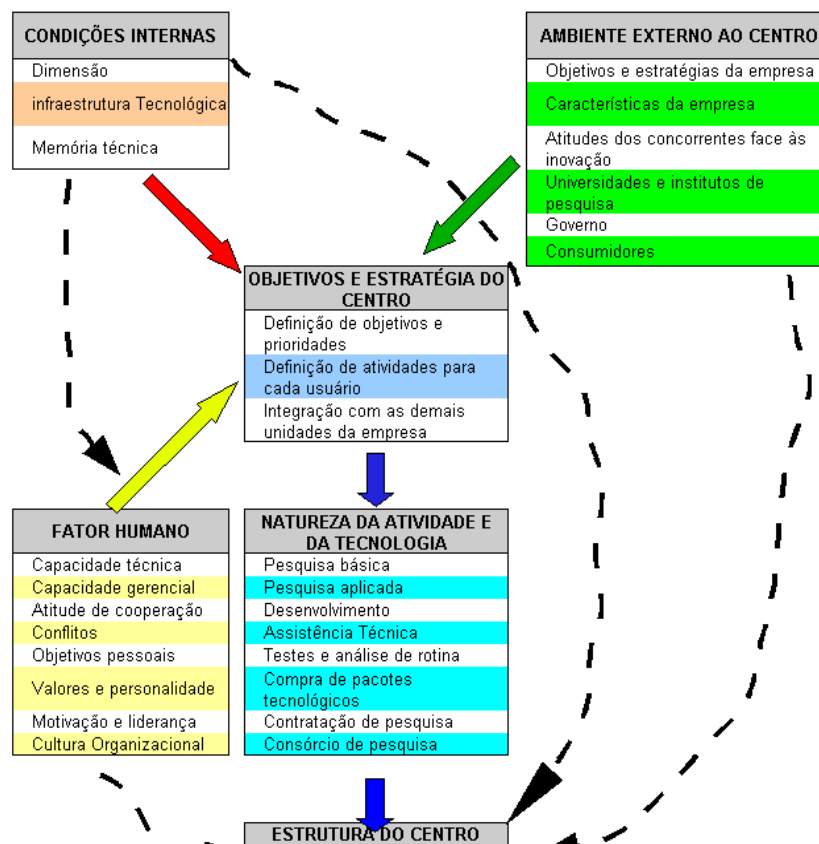 CONDIÇÕES INTERNAS
Dimensão
infraestrutura Tecnológica
Memória técnica
AMBIENTE EXTERNO AO CENTRO
Objetivos e estratégias da empresa
Características da empresa
Atitudes dos concorrentes face às
inovação
Universidades e institutos de
pesquisa
Governo
Consumidores
OBJETIVOS E ESTRATÉGIA DO
CENTRO
Definição de objetivos e
prioridades
Definição de atividades para
cada usuário
Integração com as demais
unidades da empresa
FATOR HUMANO
Capacidade técnica
Capacidade gerencial
Atitude de cooperação
Conflitos
Objetivos pessoais
Valores e personalidade
Motivação e liderança
Cultura Organizacional
NATUREZA DA ATIVIDADE E
DA TECNOLOGIA
Pesquisa básica
Pesquisa aplicada
Desenvolvimento
Assistência Técnica
Testes e análise de rotina
Compra de pacotes
tecnológicos
Contratação de pesquisa
Consórcio de pesquisa
ESTRUTURA DO CENTRO